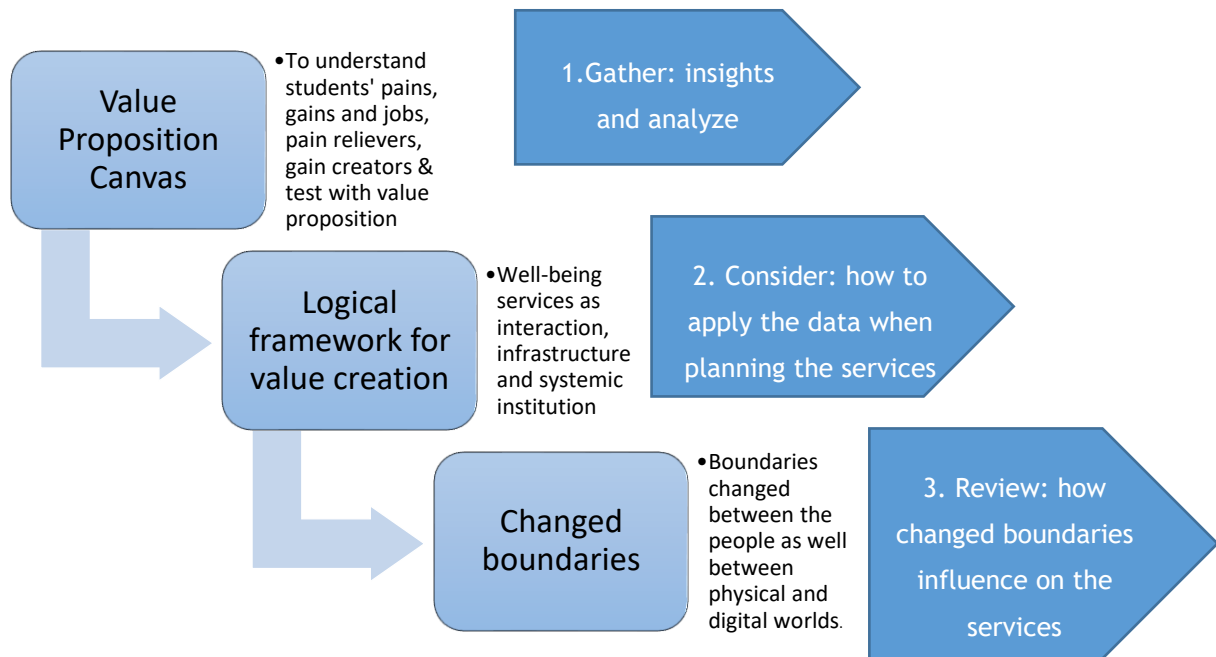 Value
Proposition
Canvas
•To understand
students' pains,
gains and jobs,
pain relievers,
gain creators &
test with value
proposition
1.Gather: insights
and analyze
Logical
framework for
value creation
•Well-being
services as
interaction,
infrastructure
and systemic
institution
2. Consider: how to
apply the data when
planning the services
Changed
boundaries
•Boundaries
changed
between the
people as well
between
physical and
digital worlds.
3. Review: how
changed boundaries
influence on the
services